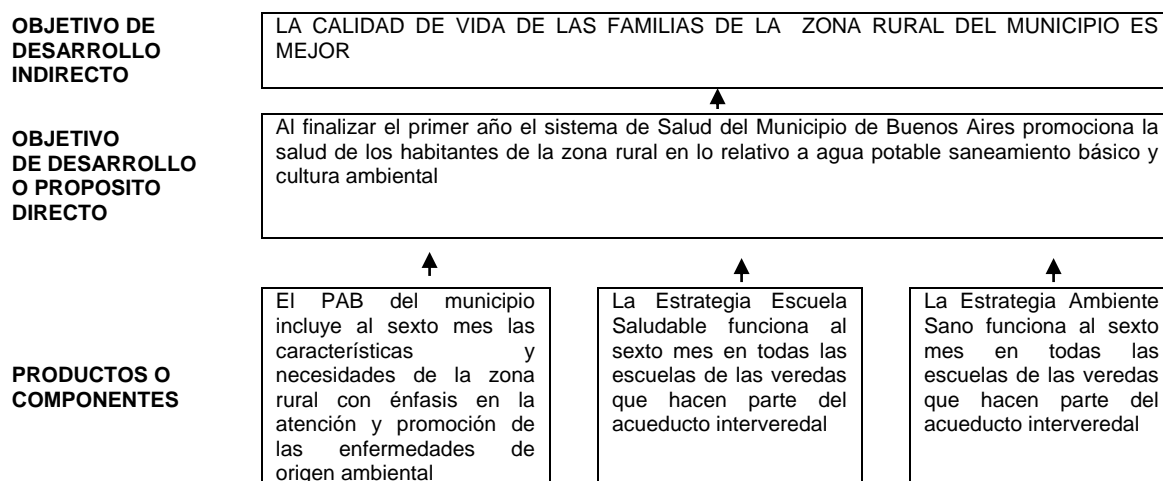 OBJETIVO DE
DESARROLLO
INDIRECTO
LA CALIDAD DE VIDA DE LAS FAMILIAS DE LA ZONA RURAL DEL MUNICIPIO ES
MEJOR
OBJETIVO
DE DESARROLLO
O PROPOSITO
DIRECTO
Al finalizar el primer año el sistema de Salud del Municipio de Buenos Aires promociona la
salud de los habitantes de la zona rural en lo relativo a agua potable saneamiento básico y
cultura ambiental
PRODUCTOS O
COMPONENTES
El PAB del municipio
incluye al sexto mes las
características y
necesidades de la zona
rural con énfasis en la
atención y promoción de
las enfermedades de
origen ambiental
La Estrategia Escuela
Saludable funciona al
sexto mes en todas las
escuelas de las veredas
que hacen parte del
acueducto interveredal
La Estrategia Ambiente
Sano funciona al sexto
mes en todas las
escuelas de las veredas
que hacen parte del
acueducto interveredal